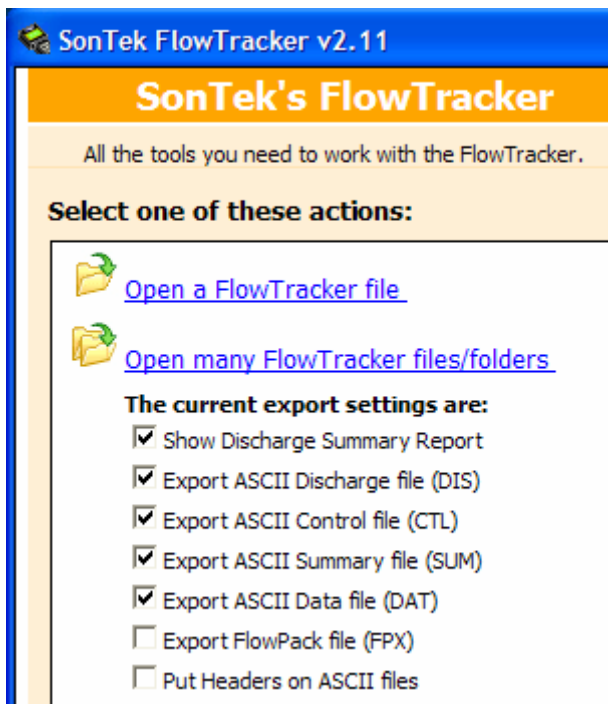 SonTek FlowTracker v2.11
SonTek's FlowTracker
All the tools you need to work with the FlowTracker.
Select one of these actions:
Open a FlowTracker file
Open many FlowTracker files/folders
The current export settings are:
Show Discharge Summary Report
Export ASCII Discharge file (DIS)
Export ASCII Control file (CTL)
Export ASCII Summary file (SUM)
Export ASCII Data file (DAT)
Export FlowPack file (FPX)
Put Headers on ASCII files